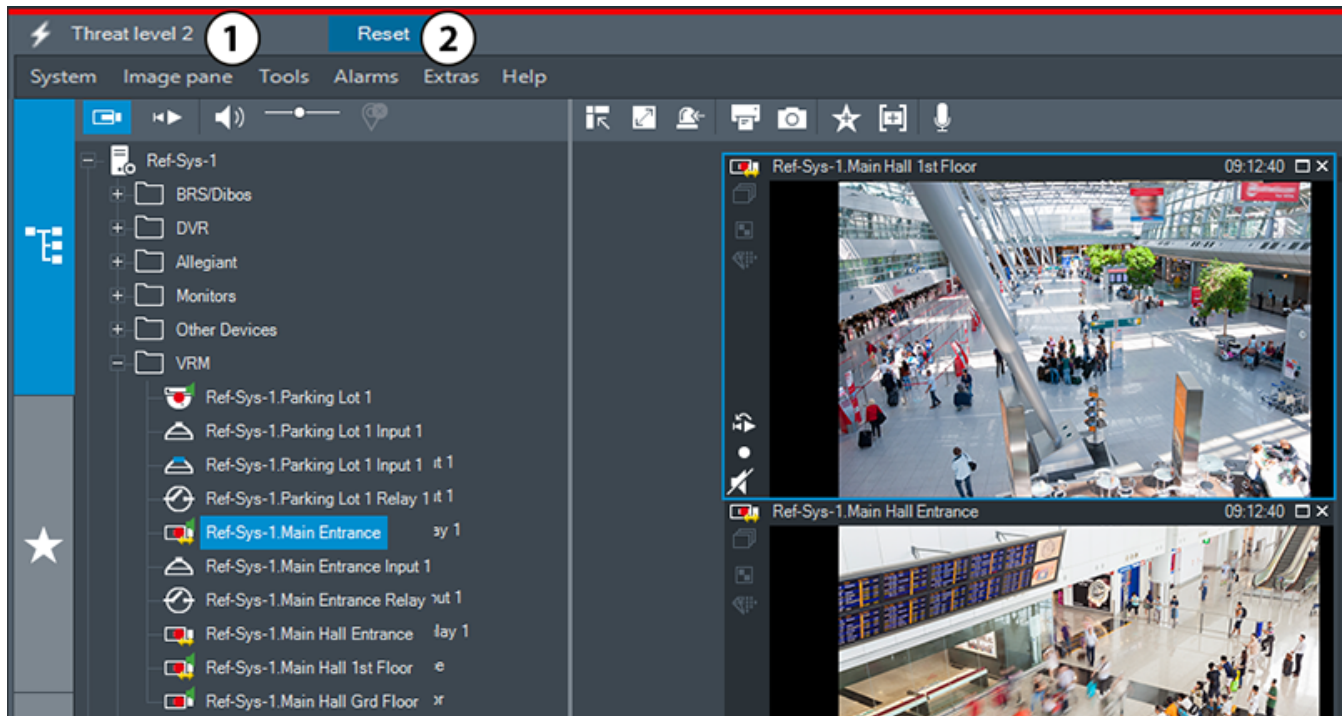 Threat level 2 1 Reset 2
System Image pane Tools Alarms Extras Help
Ref-Sys-1
BRS/Dibos
DVR
Allegiant
Monitors
Other Devices
VRM
Ref-Sys-1.Parking Lot 1
Ref-Sys-1.Parking Lot 1 Input 1
Ref-Sys-1.Parking Lot 1 Input 1
Ref-Sys-1.Parking Lot 1 Relay 1
Ref-Sys-1.Main Entrance
Ref-Sys-1.Main Entrance Input 1
Ref-Sys-1.Main Entrance Relay
Ref-Sys-1.Main Hall Entrance
Ref-Sys-1.Main Hall 1st Floor
Ref-Sys-1.Main Hall Grd Floor
Ref-Sys-1.Main Hall 1st Floor 09:12:40
Ref-Sys-1.Main Hall Entrance 09:12:40